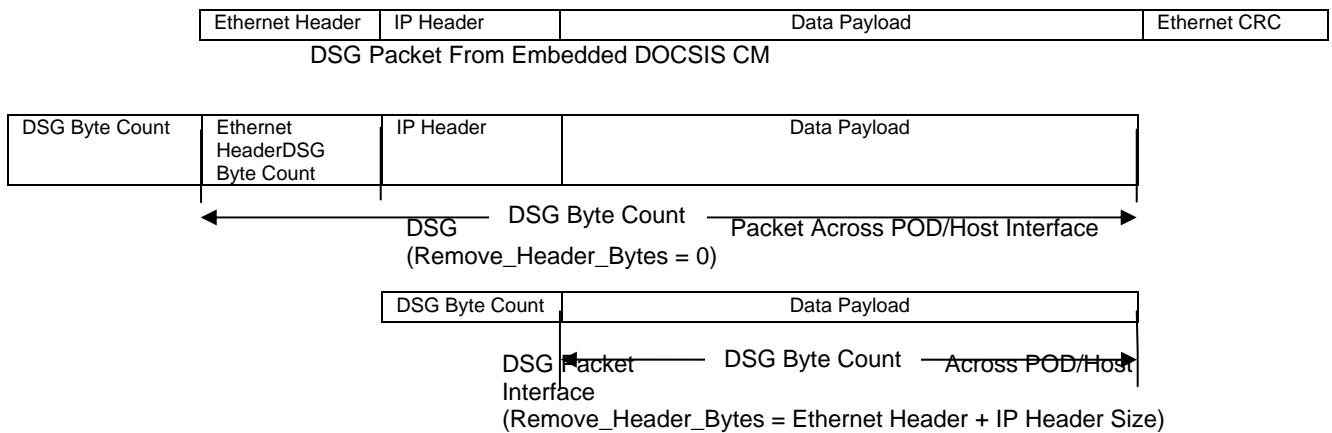 Ethernet Header IP Header Data Payload Ethernet CRC
DSG Packet From Embedded DOCSIS CM
DSG Byte Count Ethernet HeaderDSG Byte Count IP Header Data Payload
DSG Byte Count
DSG Packet Across POD/Host Interface
(Remove_Header_Bytes = 0)
DSG Byte Count Data Payload
DSG Byte Count
DSG Packet Across POD/Host
Interface
(Remove_Header_Bytes = Ethernet Header + IP Header Size)